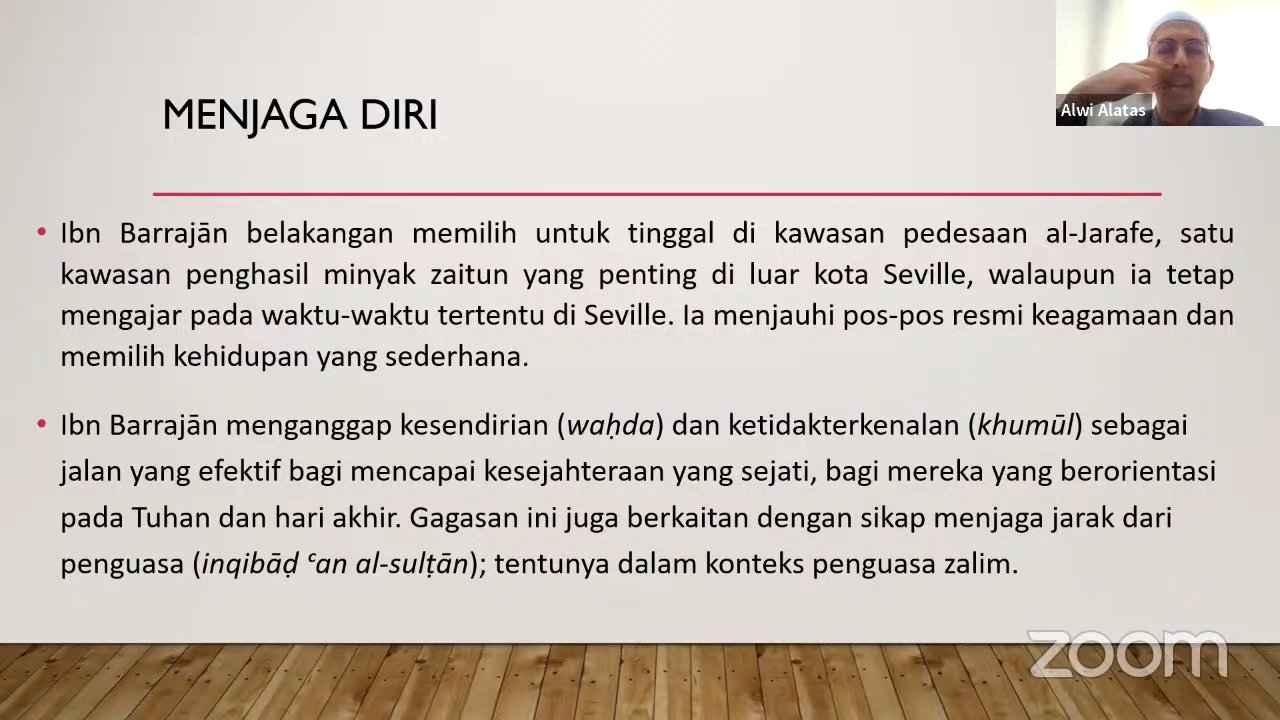 Alwi Alatas
MENJAGA DIRI
• Ibn Barrajān belakangan memilih untuk tinggal di kawasan pedesaan al-Jarafe, satu
kawasan penghasil minyak zaitun yang penting di luar kota Seville, walaupun ia tetap
mengajar pada waktu-waktu tertentu di Seville. Ia menjauhi pos-pos resmi keagamaan dan
memilih kehidupan yang sederhana.
• Ibn Barrajān menganggap kesendirian (waḥda) dan ketidakterkenalan (khumūl) sebagai
jalan yang efektif bagi mencapai kesejahteraan yang sejati, bagi mereka yang berorientasi
pada Tuhan dan hari akhir. Gagasan ini juga berkaitan dengan sikap menjaga jarak dari
penguasa (inqibāḍ ʿan al-sulṭān); tentunya dalam konteks penguasa zalim.
zoom